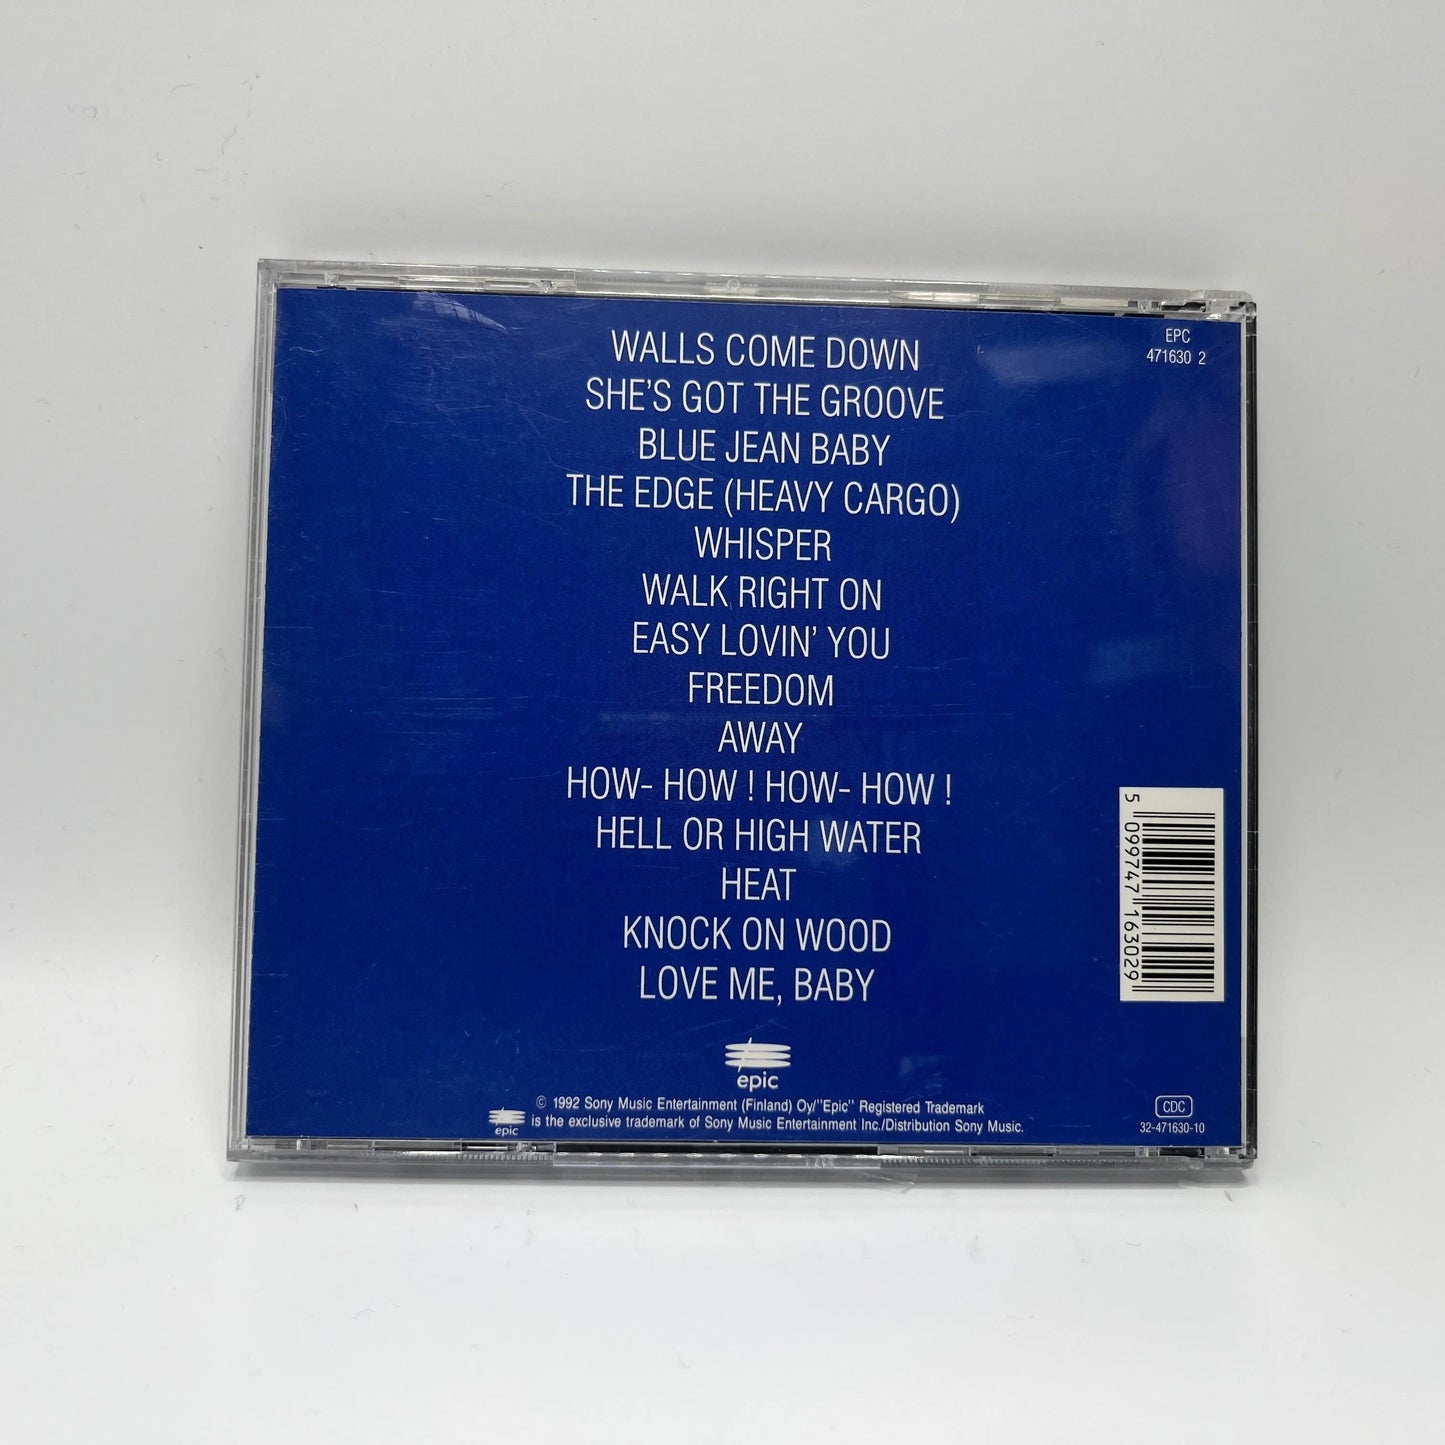 WALLS COME DOWN
SHE'S GOT THE GROOVE
BLUE JEAN BABY
THE EDGE (HEAVY CARGO)
WHISPER
WALK RIGHT ON
EASY LOVIN' YOU
FREEDOM
AWAY
HOW- HOW ! HOW- HOW !
HELL OR HIGH WATER
HEAT
KNOCK ON WOOD
LOVE ME, BABY
EPC
471630 2
5 099747 163029
epic
© 1992 Sony Music Entertainment (Finland) Oy/"Epic" Registered Trademark
epic
is the exclusive trademark of Sony Music Entertainment Inc./Distribution Sony Music.
CDC
32-471630-10